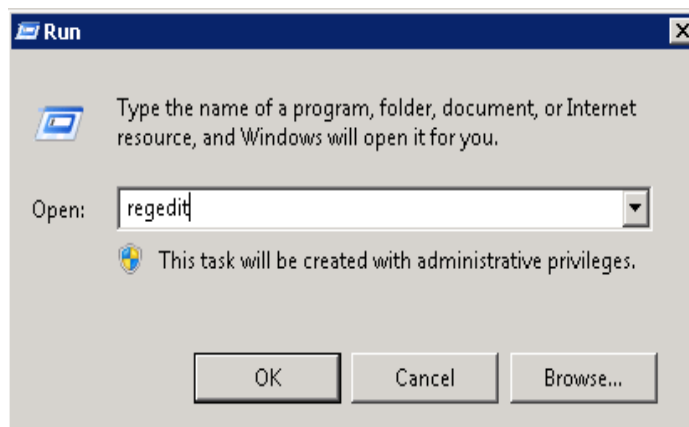 Run
Type the name of a program, folder, document, or Internet
resource, and Windows will open it for you.
Open: regedit
This task will be created with administrative privileges.
OK Cancel Browse...